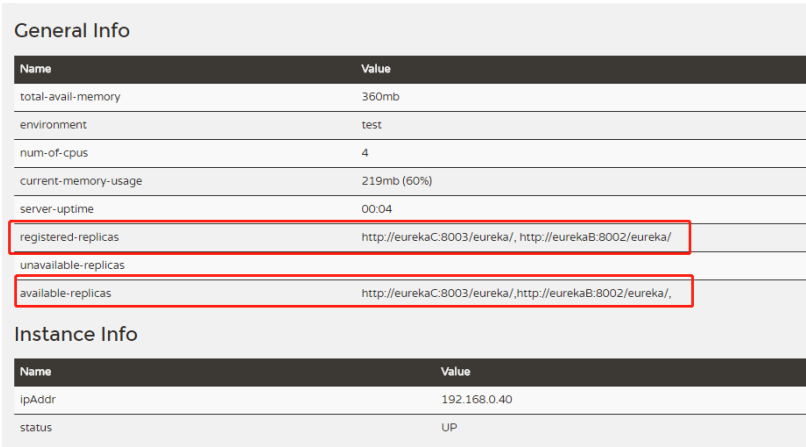 General Info
Name Value
total-avail-memory 360mb
environment test
num-of-cpus 4
current-memory-usage 219mb (60%)
server-uptime 00:04
registered-replicas http://eurekaC:8003/eureka/, http://eurekaB:8002/eureka/
unavailable-replicas
available-replicas http://eurekaC:8003/eureka/,http://eurekaB:8002/eureka/,
Instance Info
Name Value
ipAddr 192.168.0.40
status UP